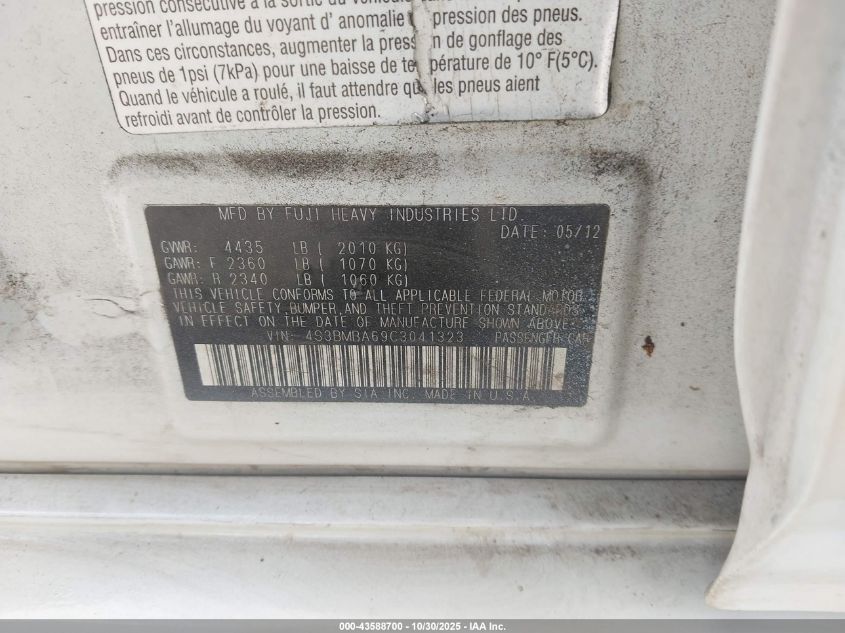 pression consécutive à la sortie du véhicule
entraîner l'allumage du voyant d' anomalie pression des pneus.
Dans ces circonstances, augmenter la pression de gonflage des
pneus de 1psi (7kPa) pour une baisse de température de 10° F(5°C).
Quand le véhicule a roulé, il faut attendre que les pneus aient
refroidi avant de contrôler la pression.
MFD BY FUJI HEAVY INDUSTRIES LTD.
DATE: 05/12
GVWR: 4435 LB ( 2010 KG)
GAWR: F 2360 LB ( 1070 KG)
GAWR: R 2340 LB ( 1060 KG)
THIS VEHICLE CONFORMS TO ALL APPLICABLE FEDERAL MOTOR
VEHICLE SAFETY, BUMPER, AND THEFT PREVENTION STANDARDS
IN EFFECT ON THE DATE OF MANUFACTURE SHOWN ABOVE.
VIN: 4S3BMBA69C3041323 PASSENGER CAR
ASSEMBLED BY SIA INC. MADE IN U.S.A.
000-43588700 - 10/30/2025 - IAA Inc.